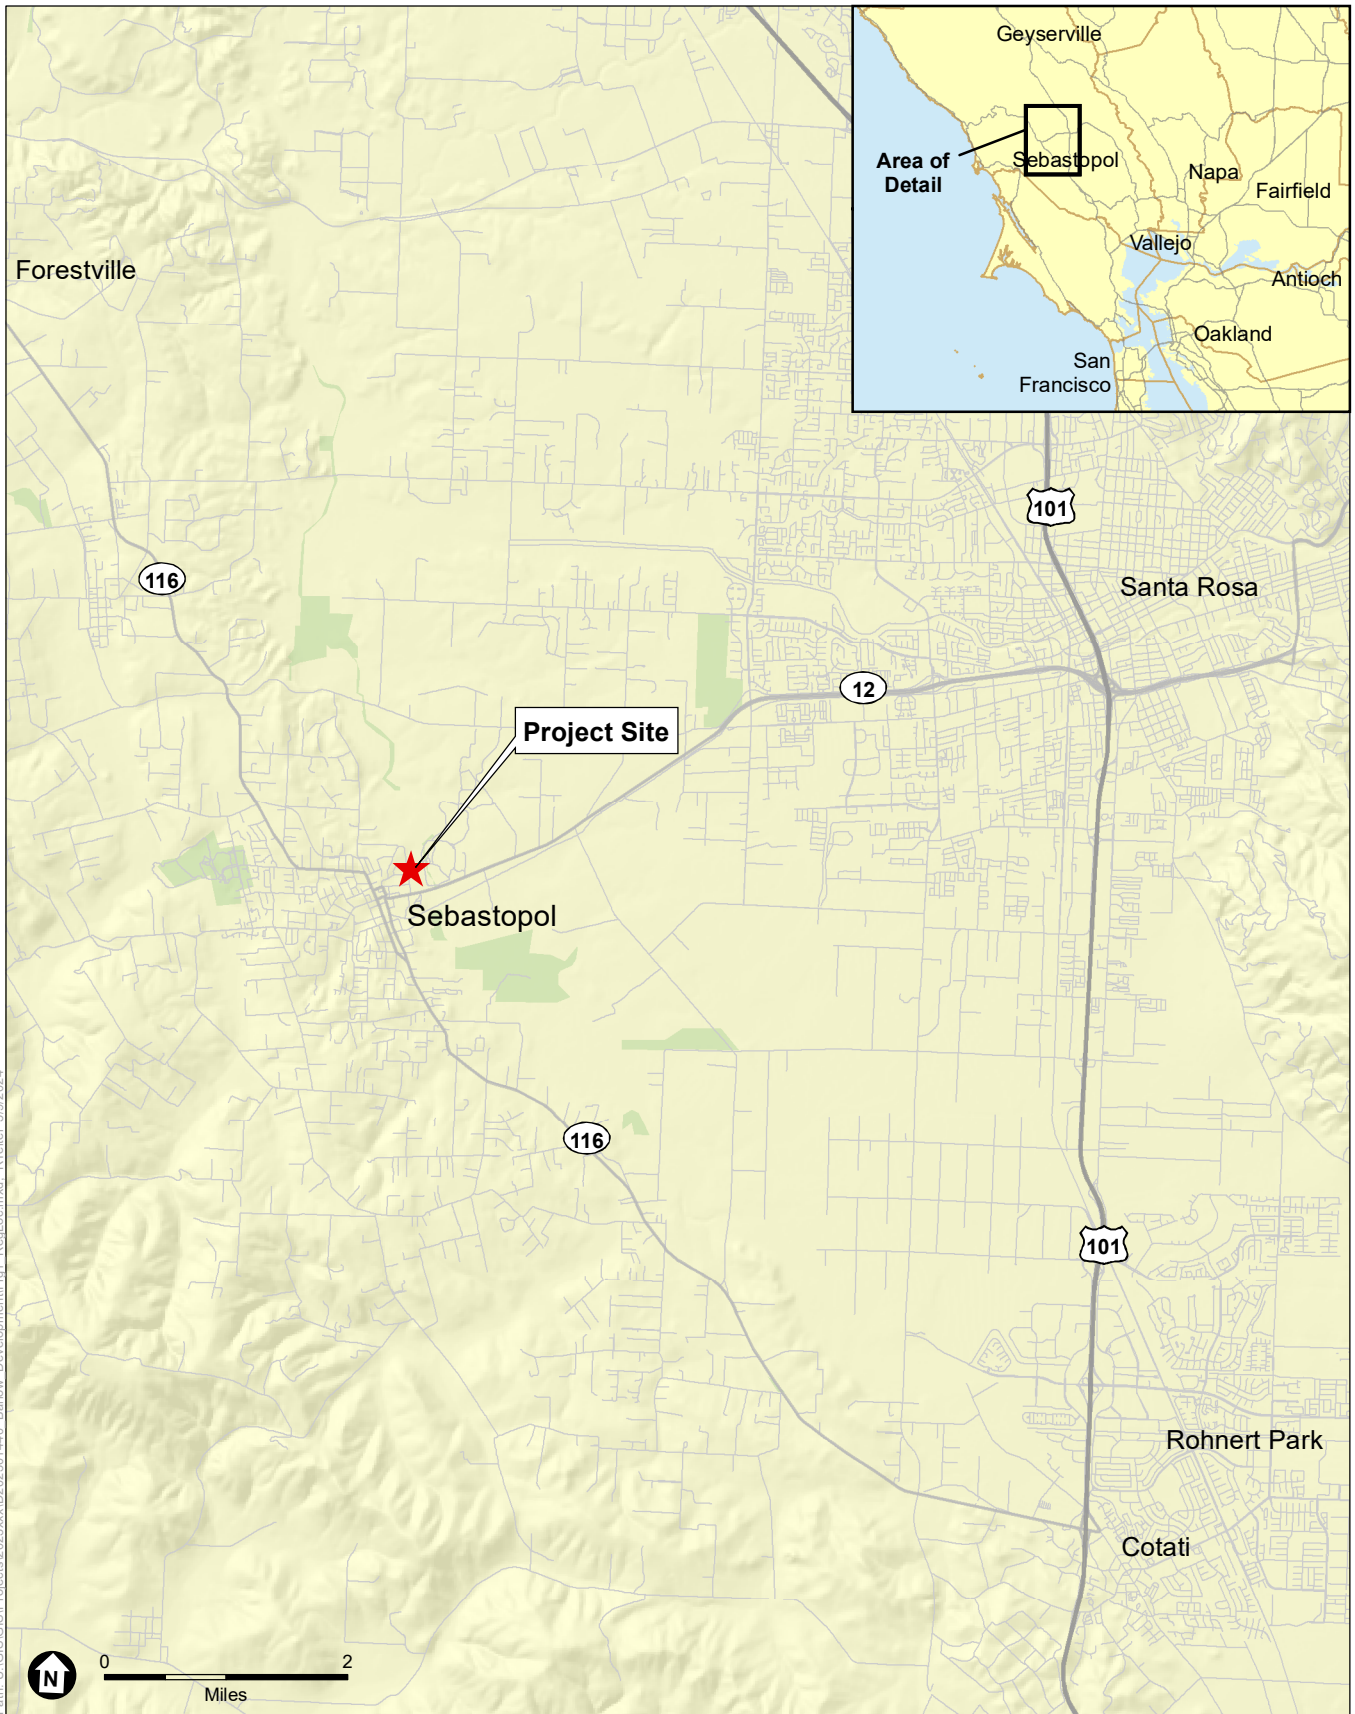 Geyserville
Area of
Detail
Sebastopol
Napa
Fairfield
Vallejo
Antioch
Oakland
San
Francisco
Forestville
101
116
Santa Rosa
12
Project Site
Sebastopol
116
101
Rohnert Park
Cotati
N
0 2
Miles